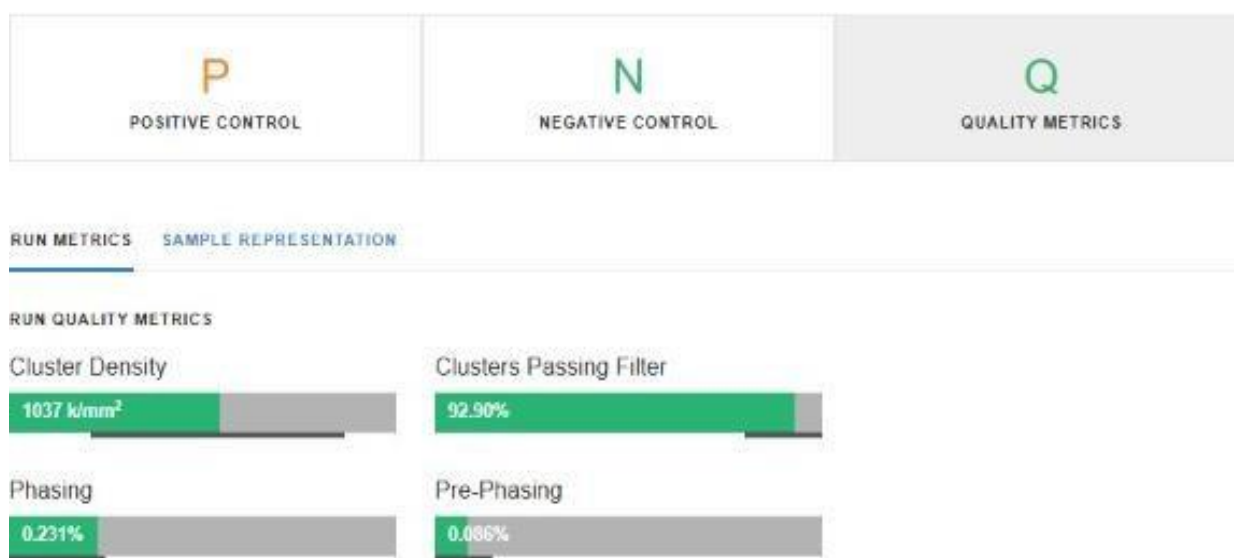 P N Q
POSITIVE CONTROL NEGATIVE CONTROL QUALITY METRICS
RUN METRICS SAMPLE REPRESENTATION
RUN QUALITY METRICS
Cluster Density Clusters Passing Filter
1037 k/mm² 92.90%
Phasing Pre-Phasing
0.231% 0.086%